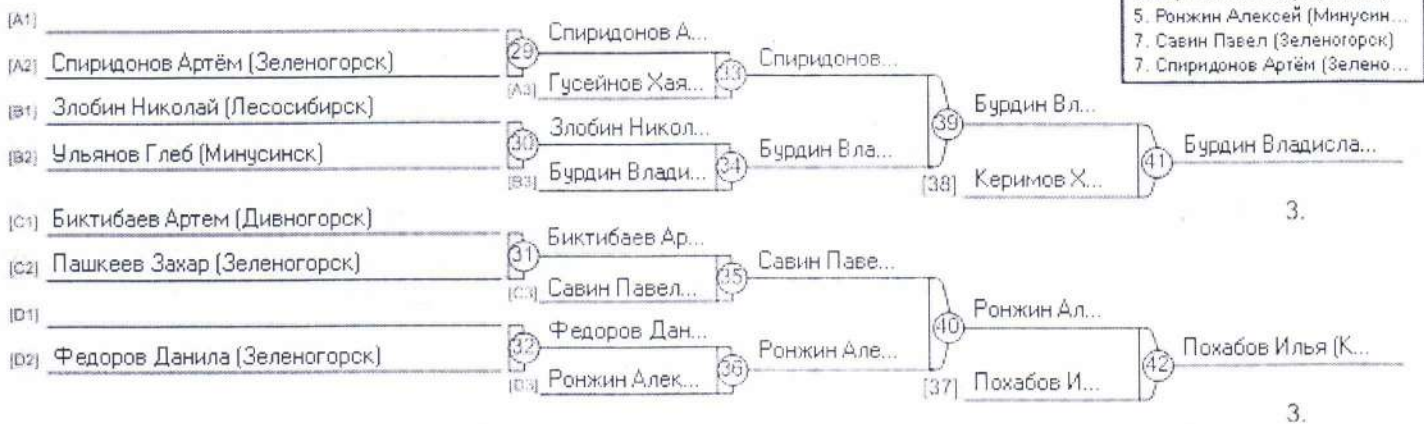 5. Ронжин Алексей (Минусин...
7. Савин Павел (Зеленогорск)
7. Спиридонов Артём (Зелено...
[A1]
[A2] Спиридонов Артём (Зеленогорск)
29
Спиридонов А...
[A3] Гусейнов Хая...
33
Спиридонов...
[B1] Злобин Николай (Лесосибирск)
[B2] Ульянов Глеб (Минусинск)
30
Злобин Никол...
[B3] Бурдин Влади...
34
Бурдин Вла...
39
Бурдин Вл...
[38] Керимов Х...
41
Бурдин Владисла...
3.
[C1] Биктибаев Артем (Дивногорск)
[C2] Пашкеев Захар (Зеленогорск)
31
Биктибаев Ар...
[C3] Савин Павел...
35
Савин Паве...
[D1]
[D2] Федоров Данила (Зеленогорск)
32
Федоров Дан...
[D3] Ронжин Алек...
36
Ронжин Але...
40
Ронжин Ал...
[37] Похабов И...
42
Похабов Илья (К...
3.